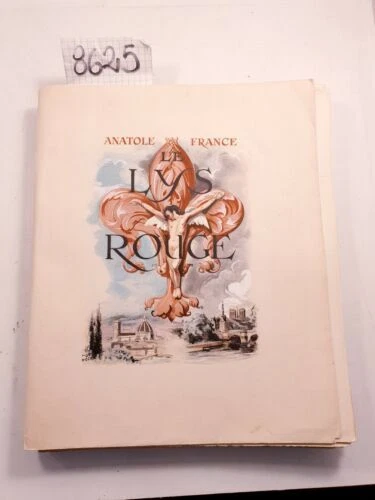 8625
ANATOLE FRANCE
LE
LYS
ROUGE